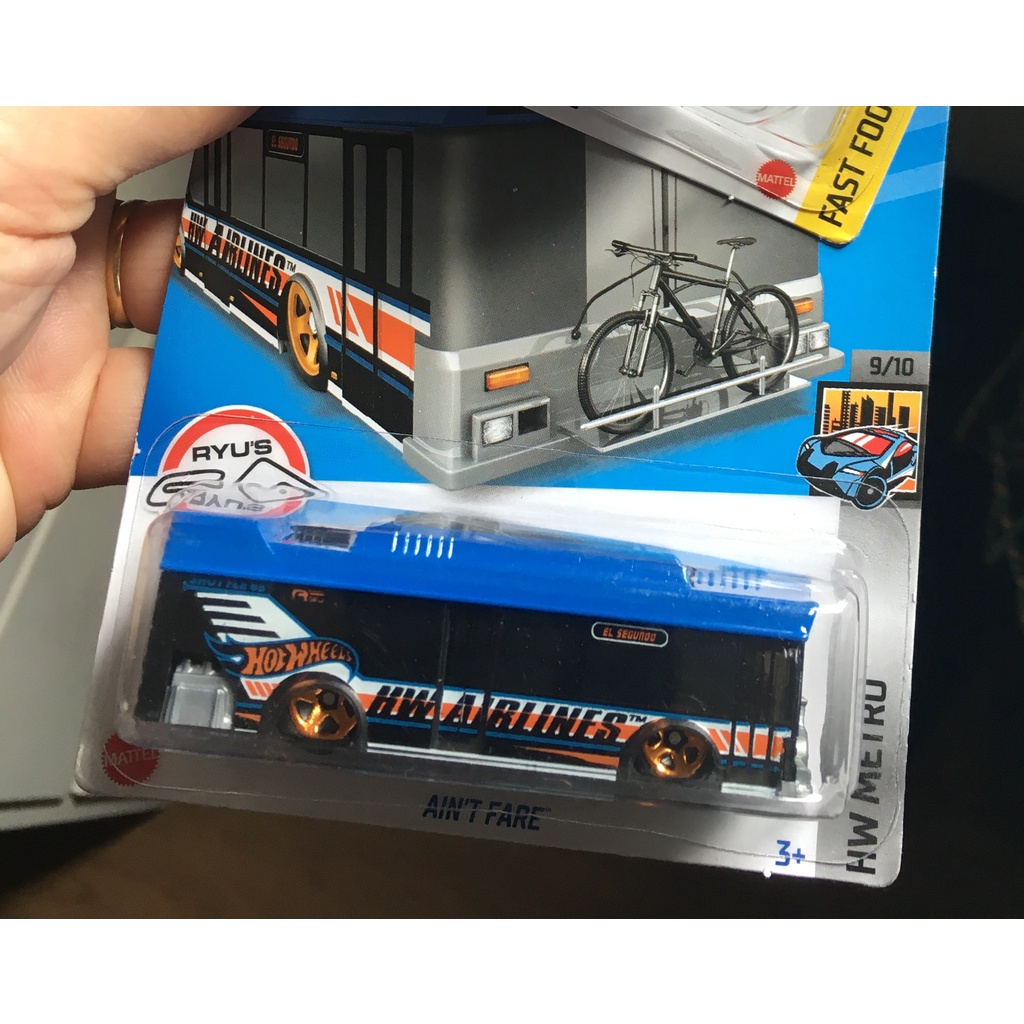 FAST FOO
MATTEL
EL SEGUNDO
HW AIRLINES™
9/10
RYU'S
EL SEGUNDO
HOT WHEELS
HW AIRLINES™
MATTEL
AIN'T FARE™
3+
HW METRO